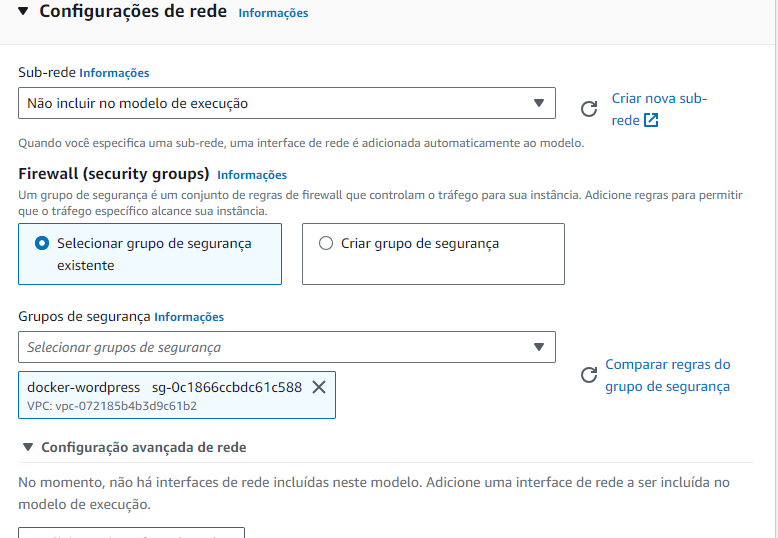 Configurações de rede Informações
Sub-rede Informações
Não incluir no modelo de execução
Criar nova sub-
rede
Quando você especifica uma sub-rede, uma interface de rede é adicionada automaticamente ao modelo.
Firewall (security groups) Informações
Um grupo de segurança é um conjunto de regras de firewall que controlam o tráfego para sua instância. Adicione regras para permitir
que o tráfego específico alcance sua instância.
Selecionar grupo de segurança
existente
Criar grupo de segurança
Grupos de segurança Informações
Selecionar grupos de segurança
Comparar regras do
grupo de segurança
docker-wordpress sg-0c1866ccbdc61c588
VPC: vpc-072185b4b3d9c61b2
Configuração avançada de rede
No momento, não há interfaces de rede incluídas neste modelo. Adicione uma interface de rede a ser incluída no
modelo de execução.